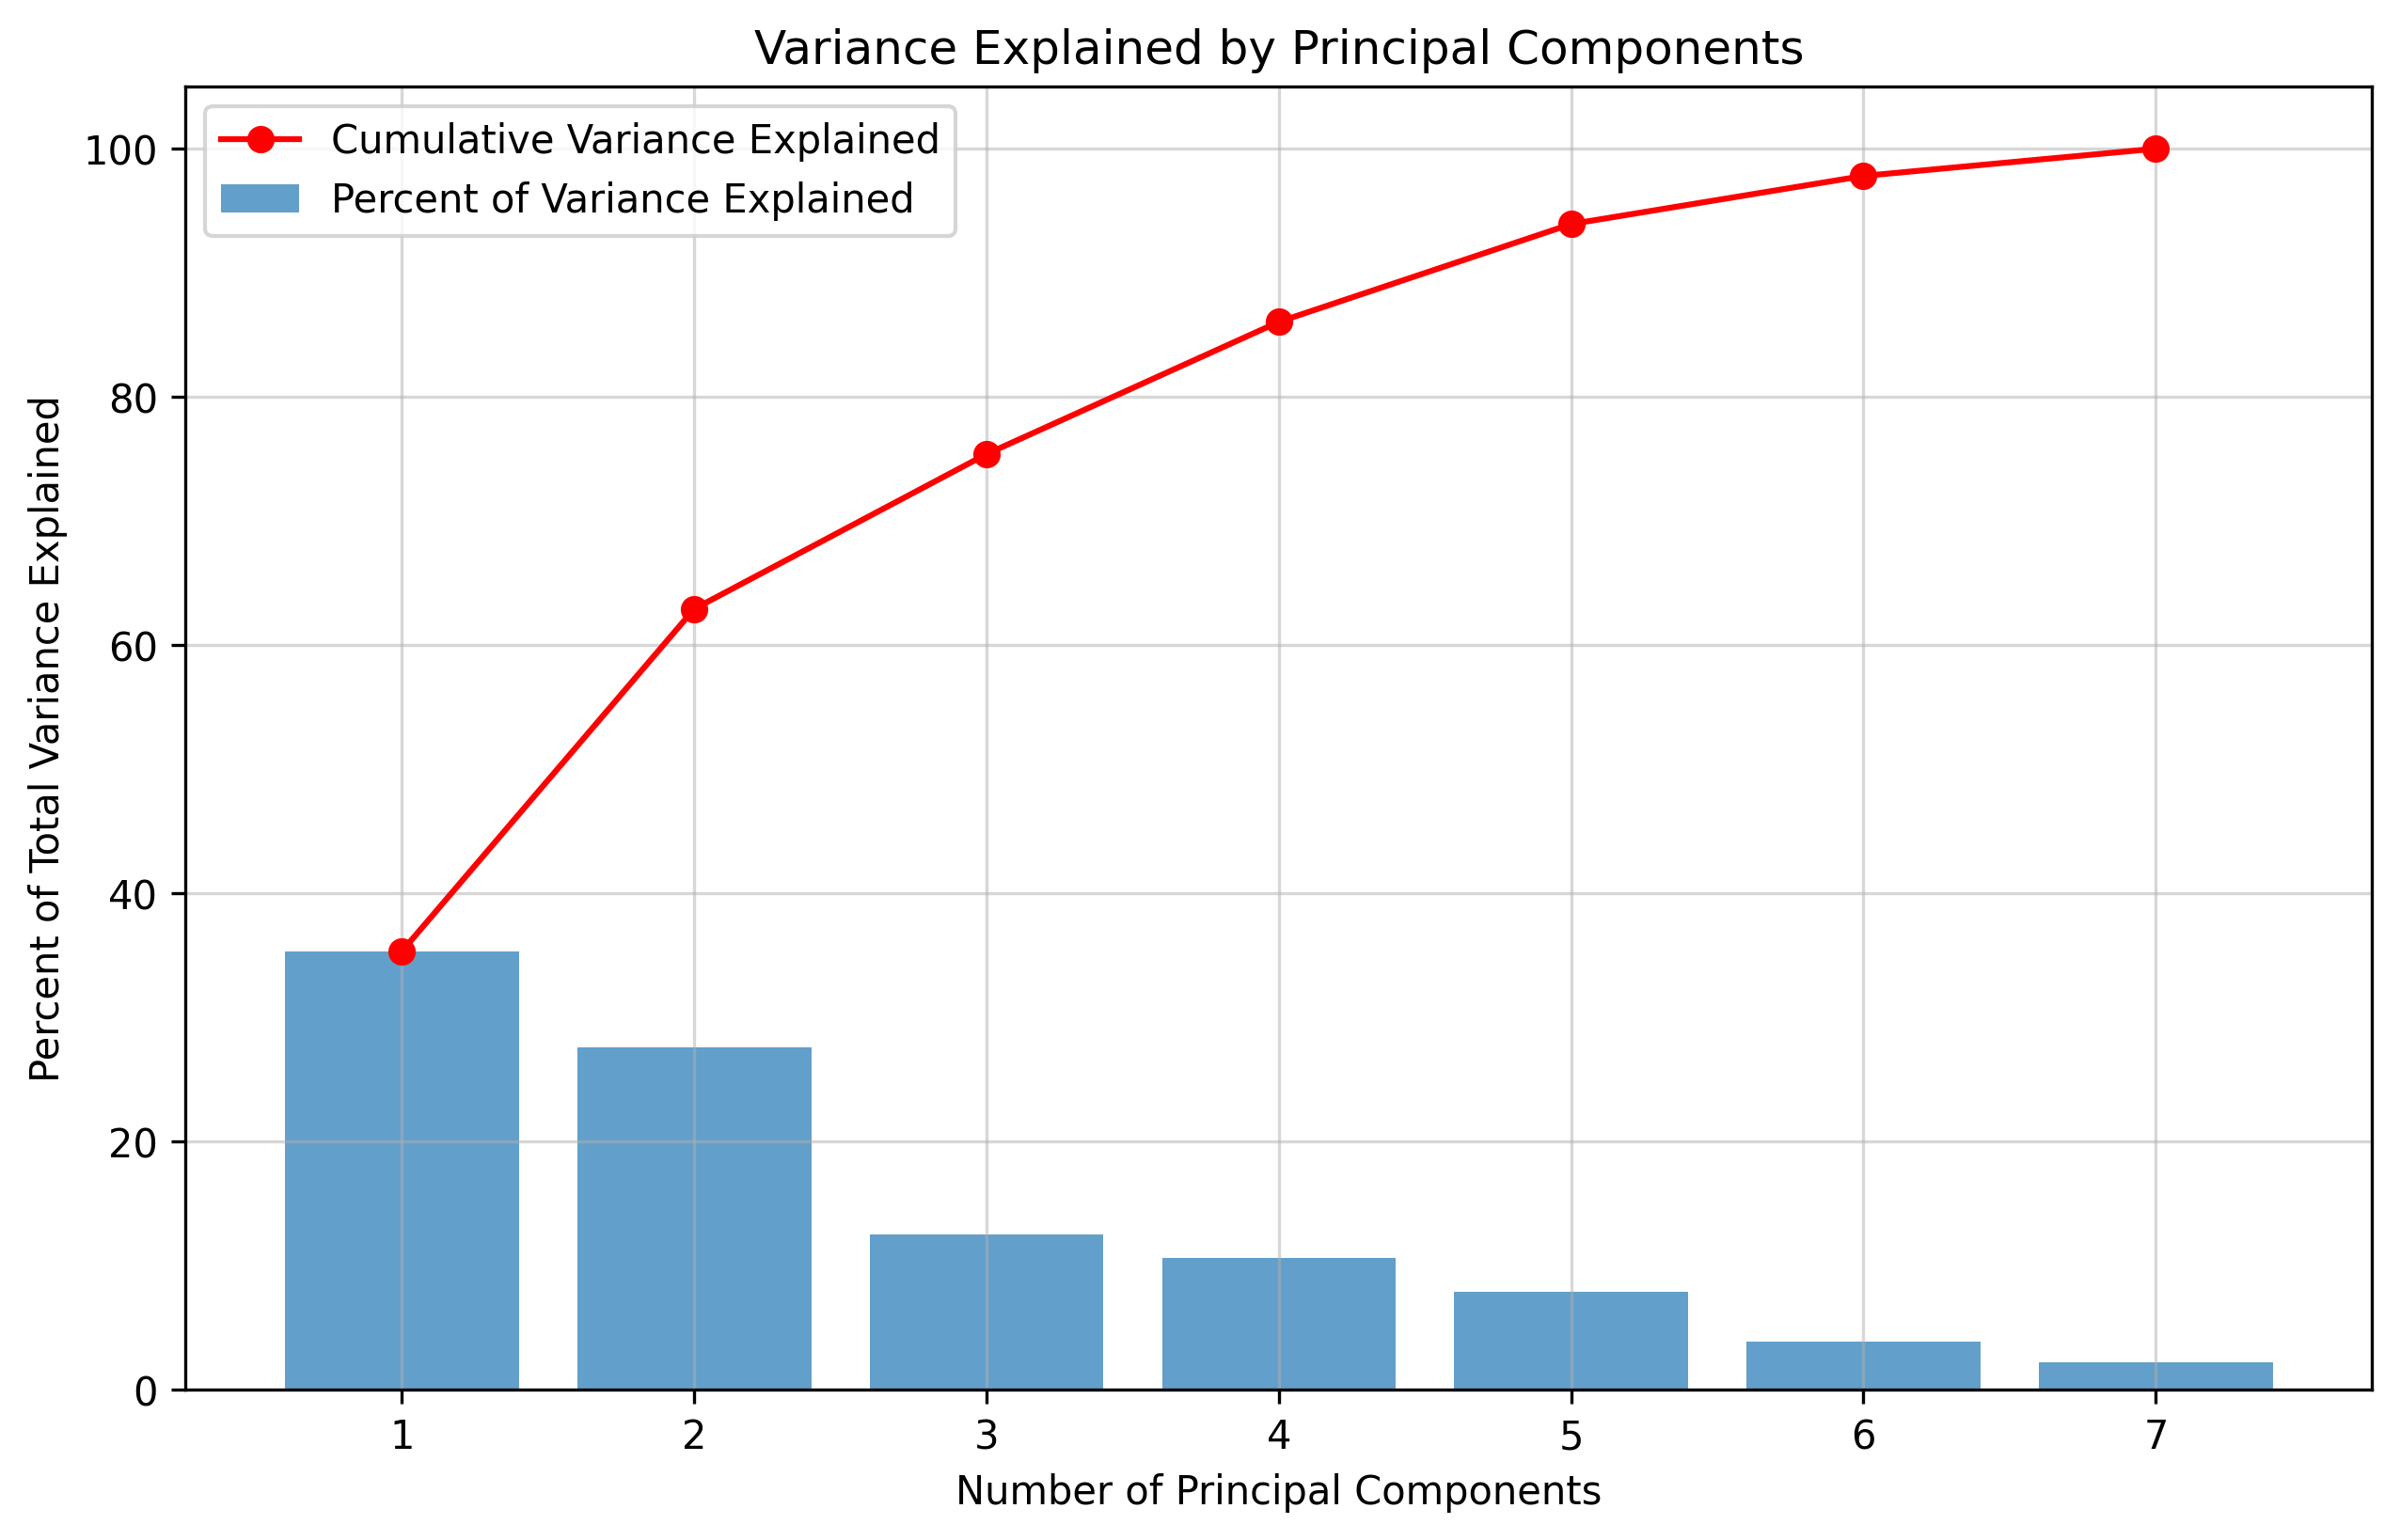 Variance Explained by Principal Components
Cumulative Variance Explained
Percent of Variance Explained
Percent of Total Variance Explained
100
80
60
40
20
0
1 2 3 4 5 6 7
Number of Principal Components